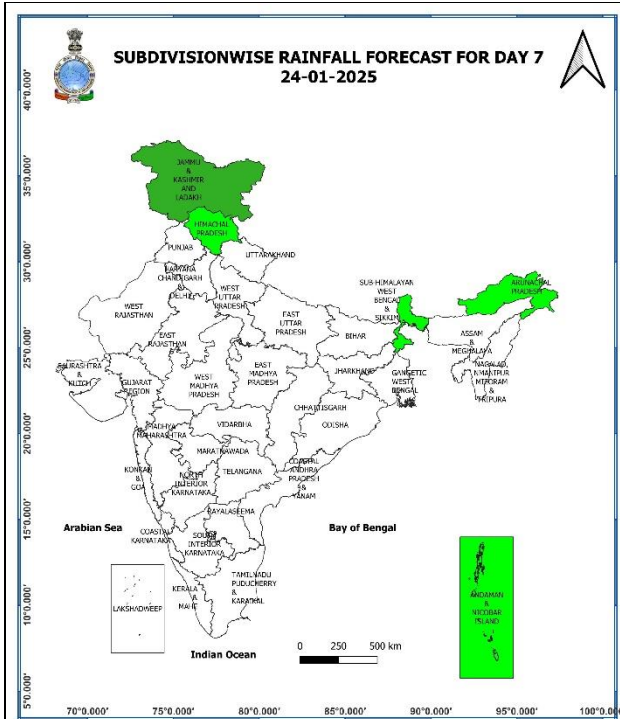 SUBDIVISIONWISE RAINFALL FORECAST FOR DAY 7
24-01-2025
40°0.000'
35°0.000'
30°0.000'
25°0.000'
20°0.000'
15°0.000'
10°0.000'
5°0.000'
JAMMU
&
KASHMIR
AND
LADAKH
HIMACHAL
PRADESH
PUNJAB
UTTARAKHAND
HARYANA
CHANDIGARH
&
DELHI
WEST
RAJASTHAN
WEST
UTTAR
PRADESH
EAST
UTTAR
PRADESH
SUB-HIMALAYAN
WEST
BENGAL
&
SIKKIM
ARUNACHAL
PRADESH
EAST
RAJASTHAN
BIHAR
ASSAM
&
MEGHALAYA
SAURASHTRA
&
KUTCH
GUJARAT
REGION
WEST
MADHYA
PRADESH
EAST
MADHYA
PRADESH
JHARKHAND
GANGETIC
WEST
BENGAL
NAGALAD,
MANIPUR
MIZORAM
&
TRIPURA
CHHATTISGARH
ODISHA
MADHYA
MAHARASHTRA
VIDARBHA
MARATHWADA
KONKAN
&
GOA
NORTH
INTERIOR
KARNATAKA
TELANGANA
COASTAL
ANDHRA
PRADESH
&
YANAM
RAYALASEEMA
Arabian Sea
Bay of Bengal
COASTAL
KARNATAKA
SOUTH
INTERIOR
KARNATAKA
TAMILNADU
PUDUCHERRY
&
KARAIKAL
KERALA
&
MAHE
LAKSHADWEEP
ANDAMAN
&
NICOBAR
ISLAND
Indian Ocean
0 250 500 km
70°0.000' 75°0.000' 80°0.000' 85°0.000' 90°0.000' 95°0.000' 100°0.0